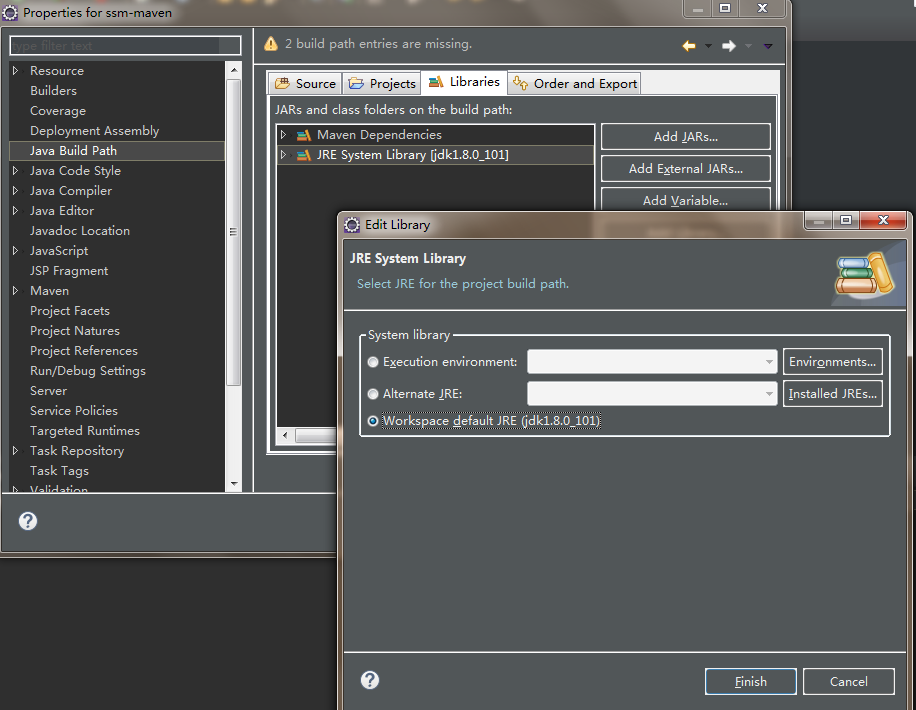 Properties for ssm-maven
type filter text
Resource
Builders
Coverage
Deployment Assembly
Java Build Path
Java Code Style
Java Compiler
Java Editor
Javadoc Location
JavaScript
JSP Fragment
Maven
Project Facets
Project Natures
Project References
Run/Debug Settings
Server
Service Policies
Targeted Runtimes
Task Repository
Task Tags
Validation
2 build path entries are missing.
Source Projects Libraries Order and Export
JARs and class folders on the build path:
Maven Dependencies
JRE System Library [jdk1.8.0_101]
Add JARs...
Add External JARs...
Add Variable...
Edit Library
JRE System Library
Select JRE for the project build path.
System library
Execution environment: Environments...
Alternate JRE: Installed JREs...
Workspace default JRE (jdk1.8.0_101)
Finish Cancel